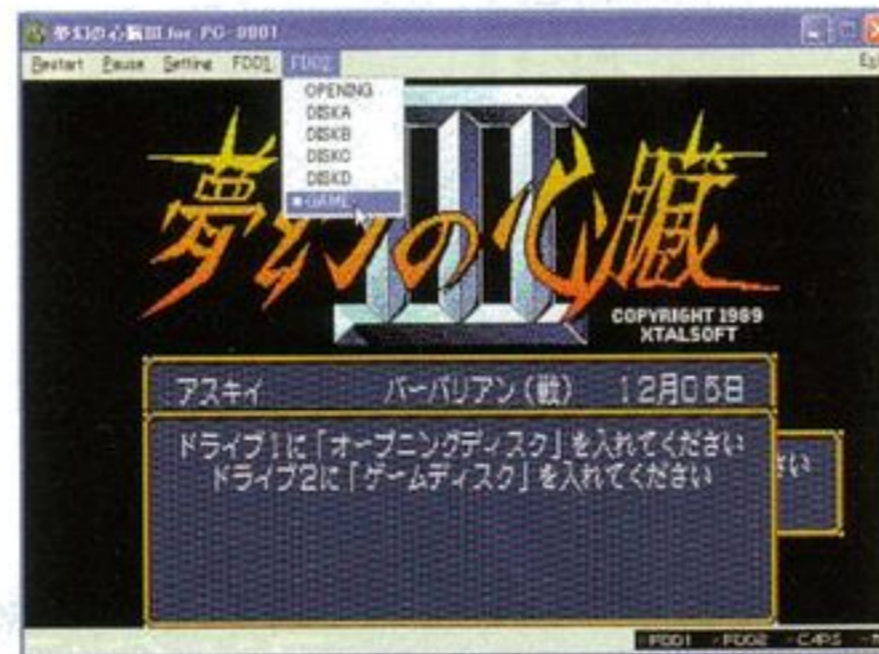 夢幻の心臓III for PC-8801
Restart Pause Setting FDD1 FDD2
OPENING
DISKA
DISKB
DISKC
DISKD
GAME
夢幻の心臓
III
COPYRIGHT 1989
XTALSOFT
アスキイ バーバリアン(戦) 12月05日
ドライブ1に「オープニングディスク」を入れてください
ドライブ2に「ゲームディスク」を入れてください
さい
FDD1 FDD2 CAPS